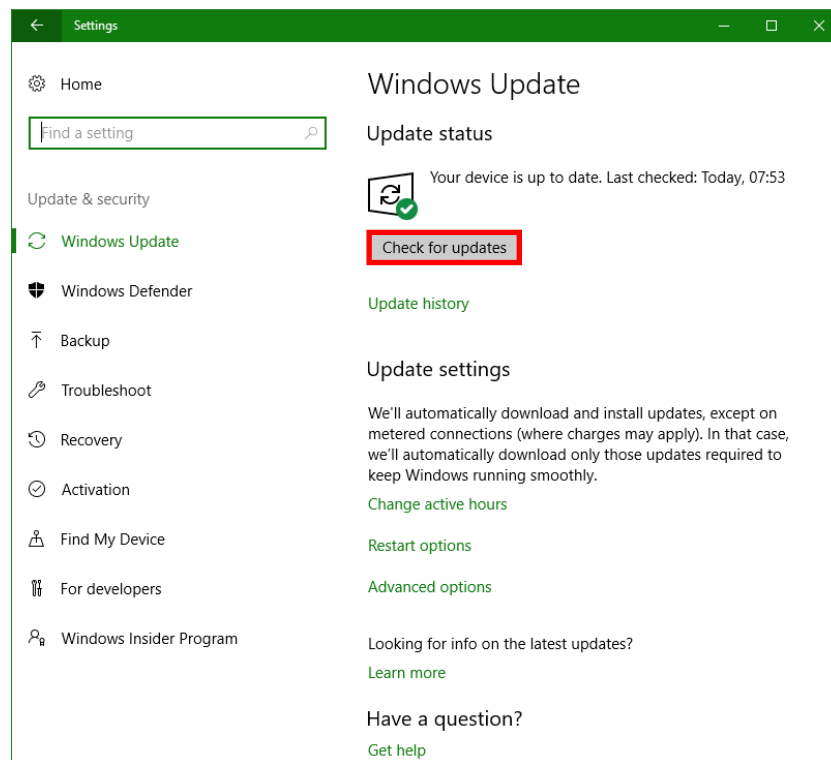 Settings
Home
Find a setting
Update & security
Windows Update
Windows Defender
Backup
Troubleshoot
Recovery
Activation
Find My Device
For developers
Windows Insider Program
Windows Update
Update status
Your device is up to date. Last checked: Today, 07:53
Check for updates
Update history
Update settings
We'll automatically download and install updates, except on
metered connections (where charges may apply). In that case,
we'll automatically download only those updates required to
keep Windows running smoothly.
Change active hours
Restart options
Advanced options
Looking for info on the latest updates?
Learn more
Have a question?
Get help